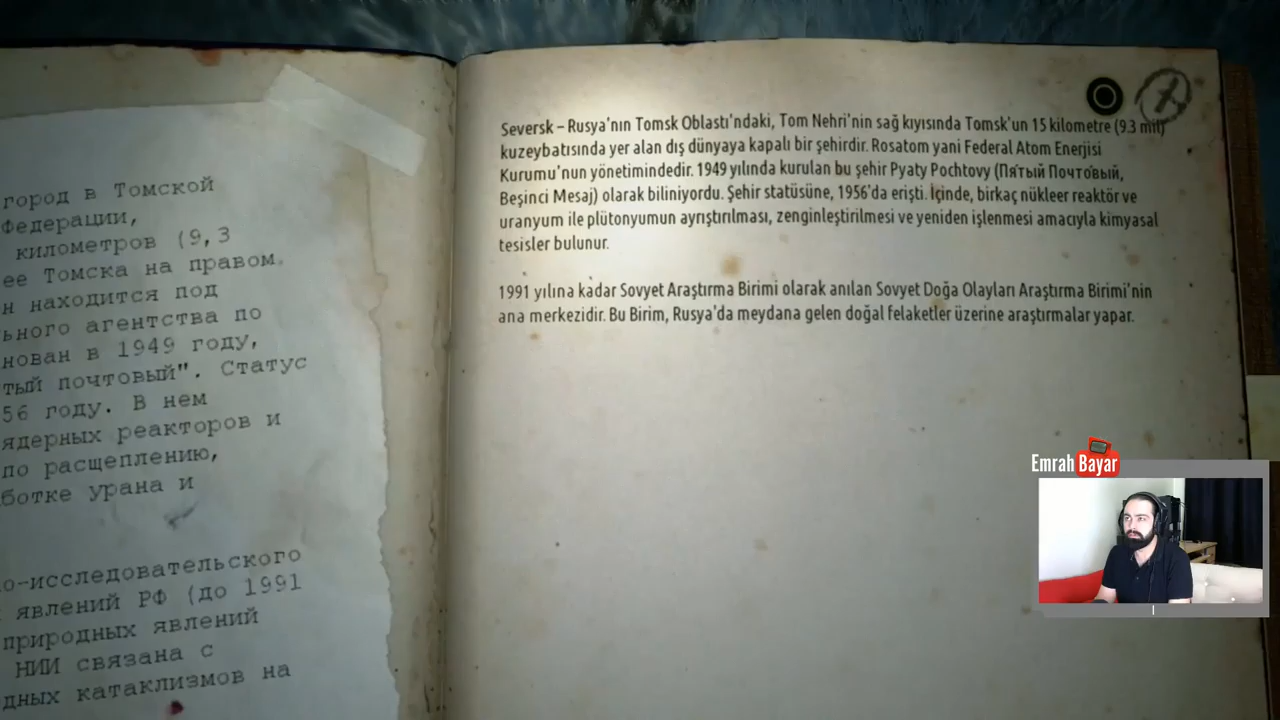 город в Томской
Федерации,
километров (9,3
ее Томска на правом
н находится под
ьного агентства по
нован в 1949 году,
тый почтовый". Статус
56 году. В нем
ядерных реакторов и
по расщеплению,
ботке урана и
о-исследовательского
явлений РФ (до 1991
природных явлений
НИИ связана с
дных катаклизмов на
Seversk – Rusya'nın Tomsk Oblastı'ndaki, Tom Nehri'nin sağ kıyısında Tomsk'un 15 kilometre (9.3 mil)
kuzeybatısında yer alan dış dünyaya kapalı bir şehirdir. Rosatom yani Federal Atom Enerjisi
Kurumu'nun yönetimindedir. 1949 yılında kurulan bu şehir Pyaty Pochtovy (Пятый Почтовый,
Beşinci Mesaj) olarak biliniyordu. Şehir statüsüne, 1956'da erişti. İçinde, birkaç nükleer reaktör ve
uranyum ile plütonyumun ayrıştırılması, zenginleştirilmesi ve yeniden işlenmesi amacıyla kimyasal
tesisler bulunur.
1991 yılına kadar Sovyet Araştırma Birimi olarak anılan Sovyet Doğa Olayları Araştırma Birimi'nin
ana merkezidir. Bu Birim, Rusya'da meydana gelen doğal felaketler üzerine araştırmalar yapar.
Emrah Bayar